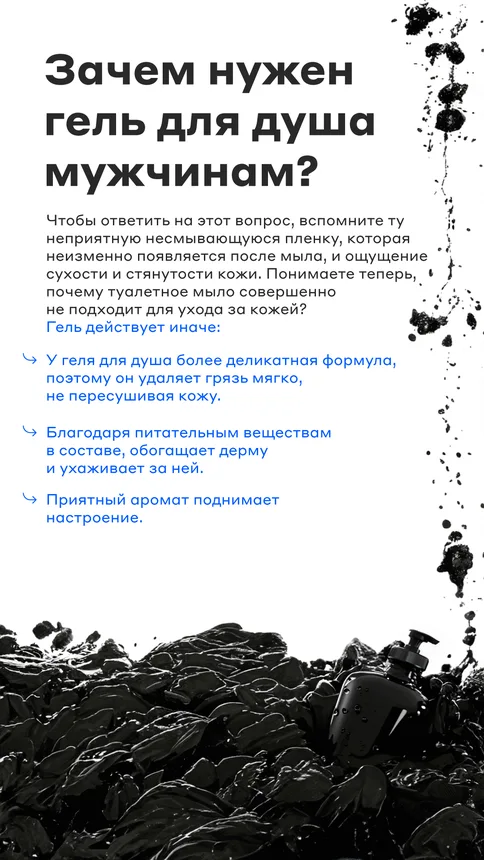 Зачем нужен
гель для душа
мужчинам?
Чтобы ответить на этот вопрос, вспомните ту
неприятную несмывающуюся пленку, которая
неизменно появляется после мыла, и ощущение
сухости и стянутости кожи. Понимаете теперь,
почему туалетное мыло совершенно
не подходит для ухода за кожей?
Гель действует иначе:
У геля для душа более деликатная формула,
поэтому он удаляет грязь мягко,
не пересушивая кожу.
Благодаря питательным веществам
в составе, обогащает дерму
и ухаживает за ней.
Приятный аромат поднимает
настроение.